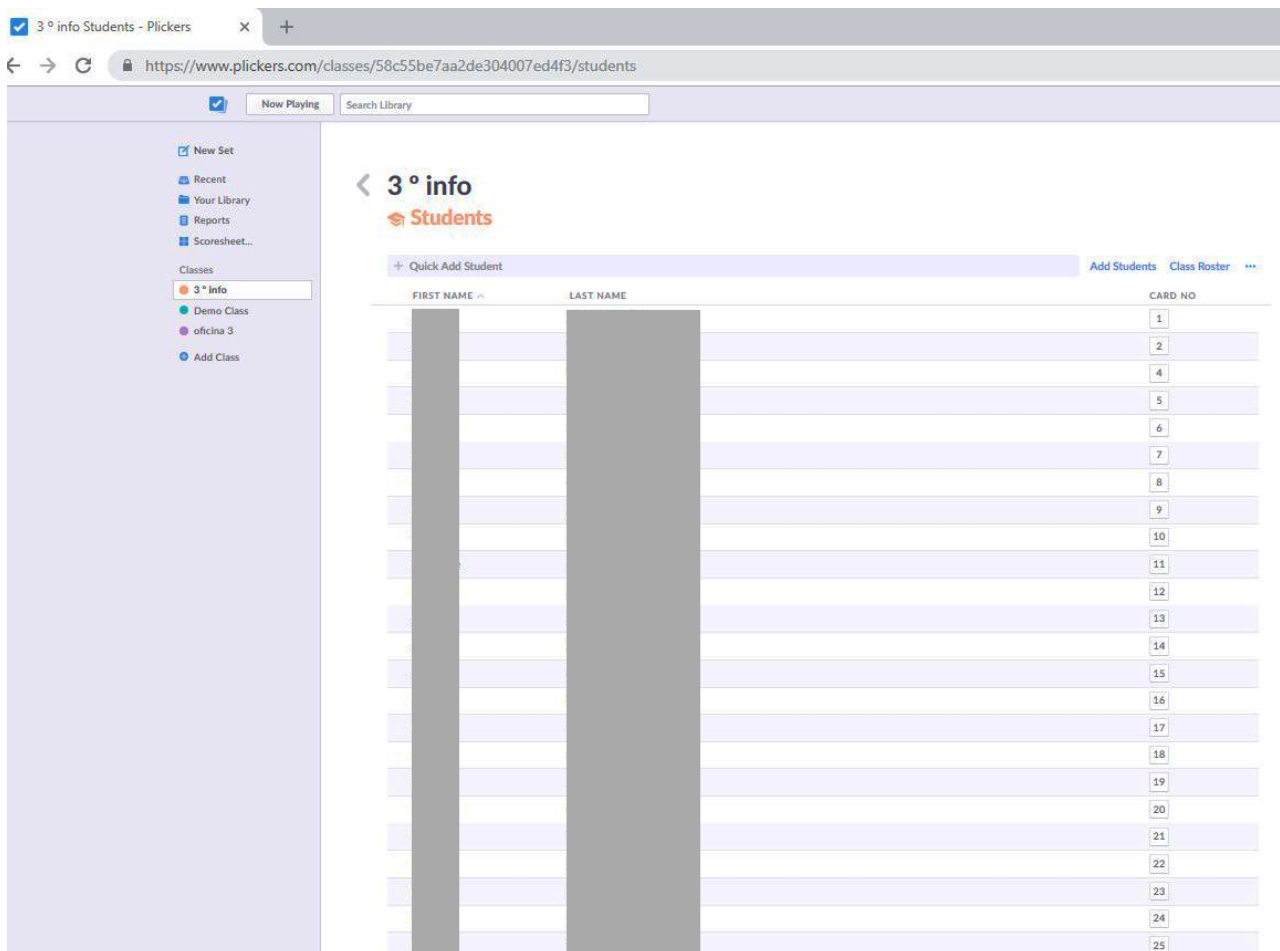 3 º info Students - Plickers
https://www.plickers.com/classes/58c55be7aa2de304007ed4f3/students
Now Playing
Search Library
New Set
Recent
Your Library
Reports
Scoresheet...
Classes
3 º info
Demo Class
oficina 3
Add Class
3 º info
Students
Quick Add Student
Add Students Class Roster
FIRST NAME LAST NAME CARD NO
1
2
4
5
6
7
8
9
10
11
12
13
14
15
16
17
18
19
20
21
22
23
24
25